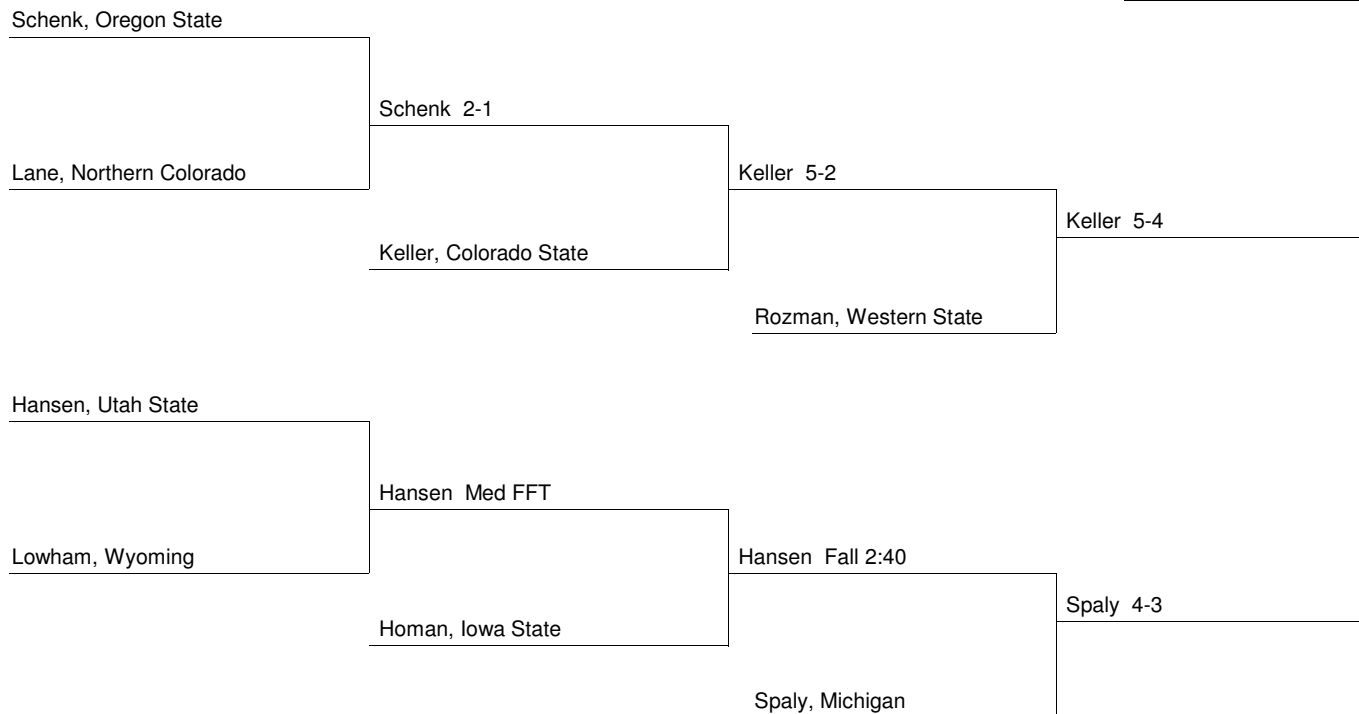 Schenk, Oregon State
Schenk 2-1
Lane, Northern Colorado
Keller 5-2
Keller 5-4
Keller, Colorado State
Rozman, Western State
Hansen, Utah State
Hansen Med FFT
Lowham, Wyoming
Hansen Fall 2:40
Spaly 4-3
Homan, Iowa State
Spaly, Michigan